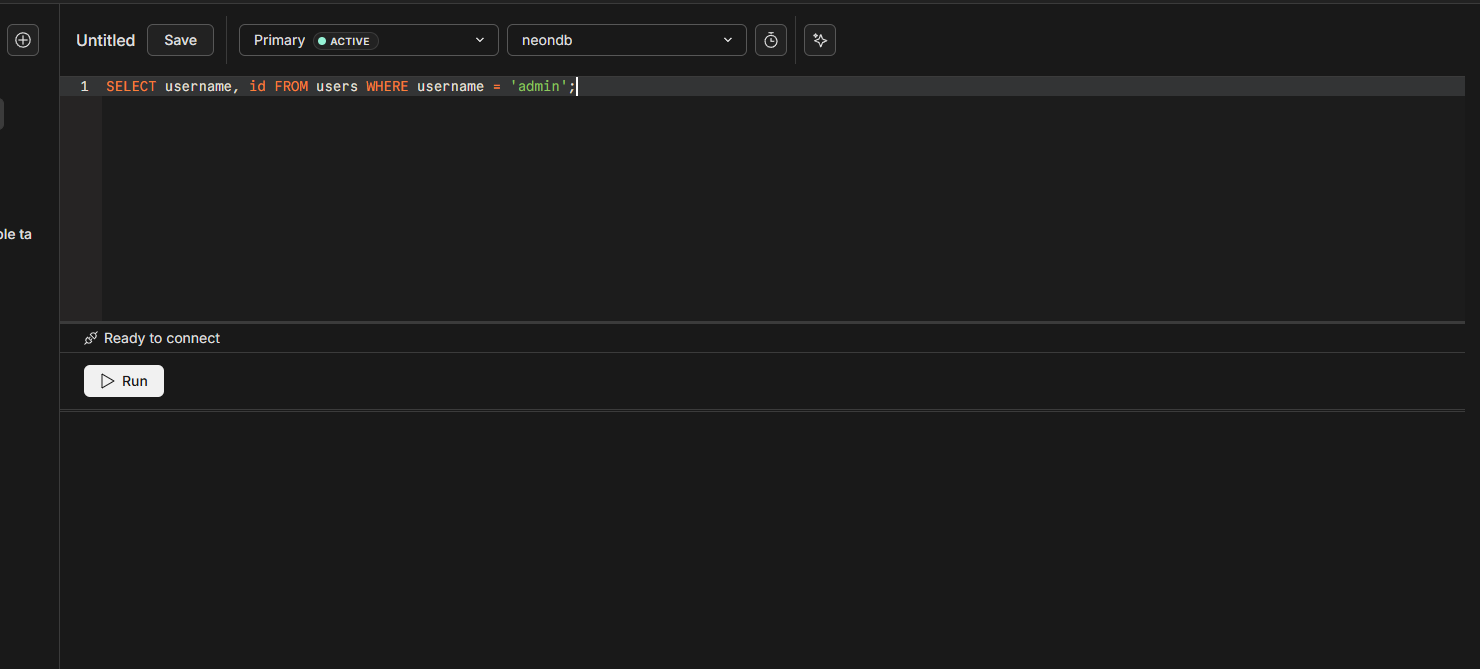 Untitled Save Primary ACTIVE neondb
1 SELECT username, id FROM users WHERE username = 'admin';
ta
Ready to connect
Run